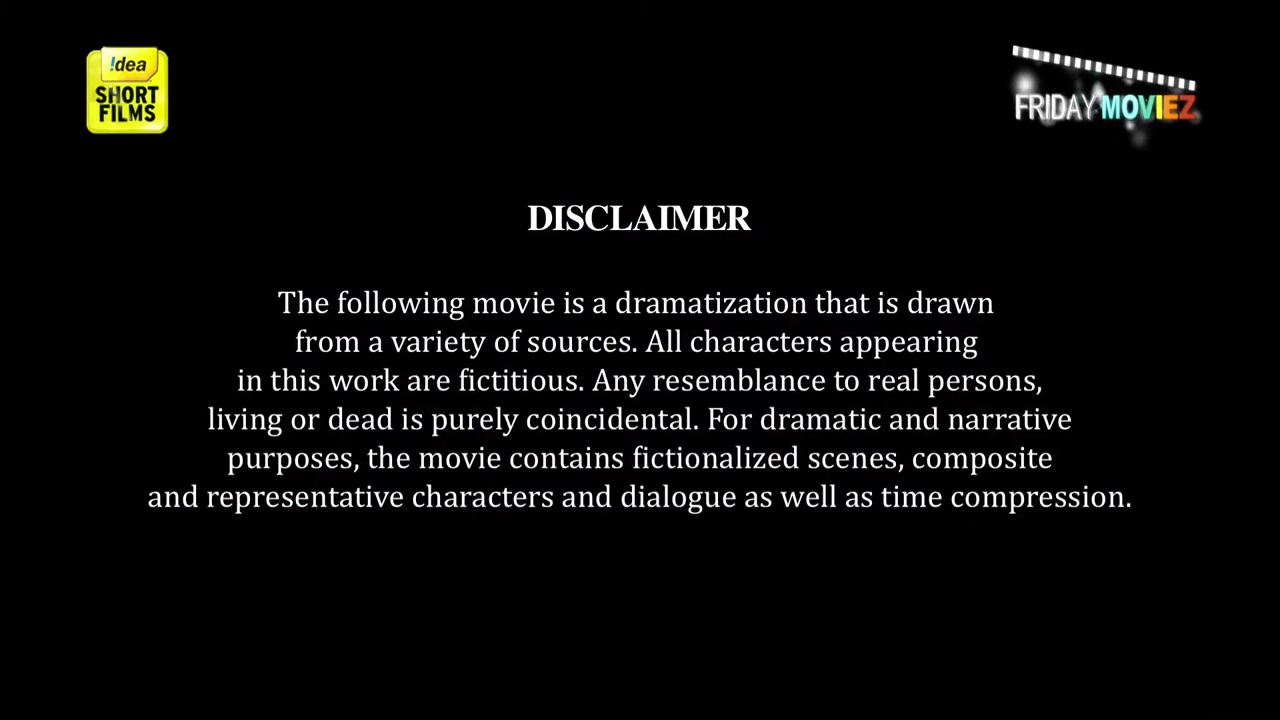 !dea
SHORT
FILMS
FRIDAY MOVIEZ
DISCLAIMER
The following movie is a dramatization that is drawn
from a variety of sources. All characters appearing
in this work are fictitious. Any resemblance to real persons,
living or dead is purely coincidental. For dramatic and narrative
purposes, the movie contains fictionalized scenes, composite
and representative characters and dialogue as well as time compression.